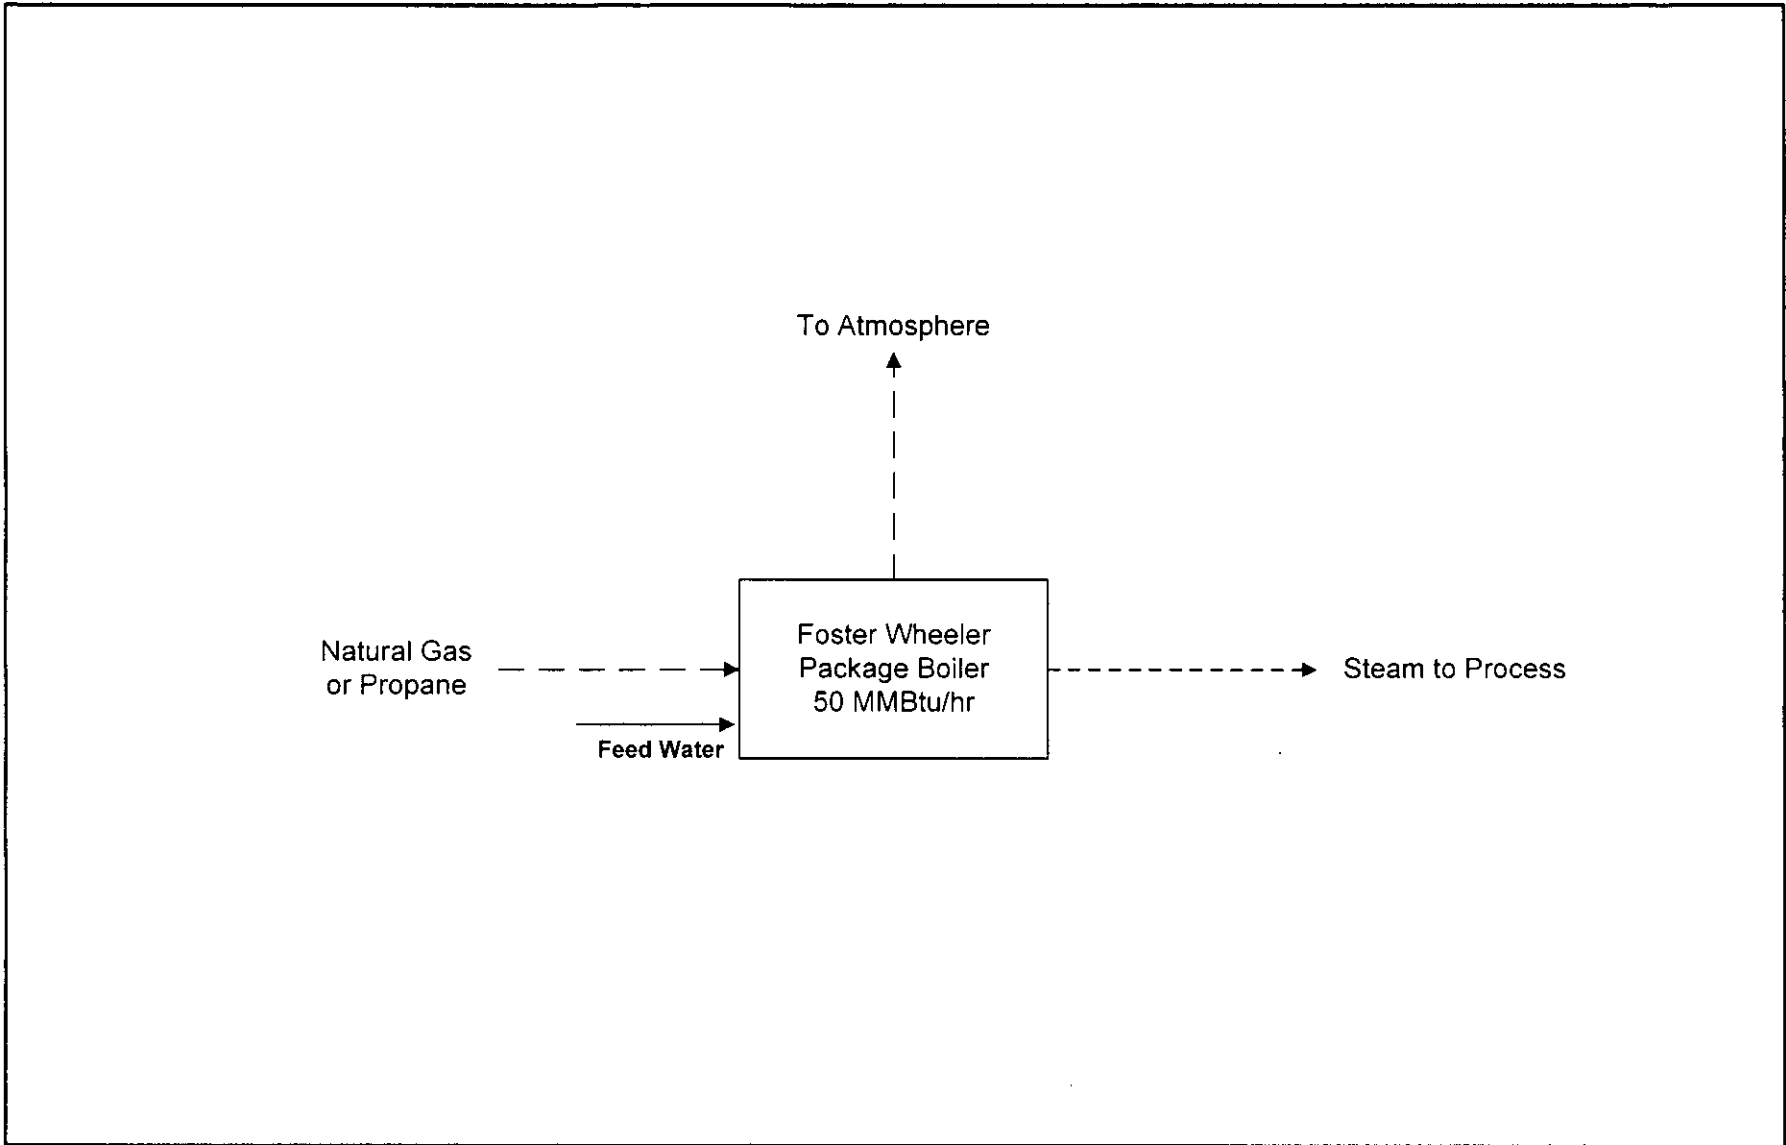 To Atmosphere
Natural Gas
or Propane
Foster Wheeler
Package Boiler
50 MMBtu/hr
Steam to Process
Feed Water